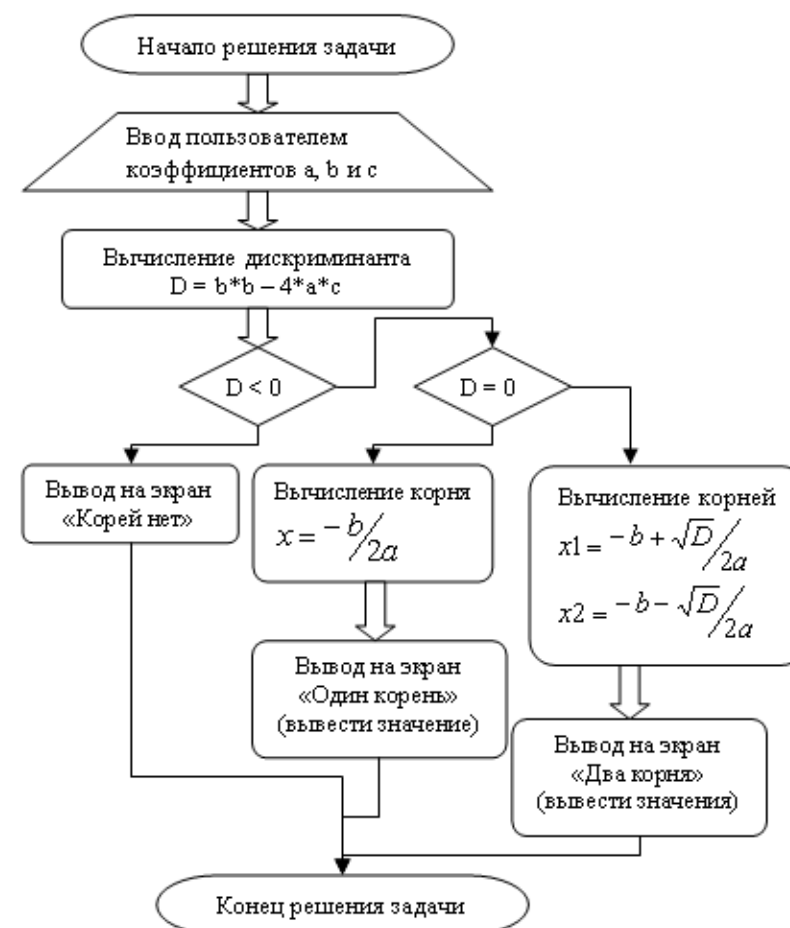 Начало решения задачи
Ввод пользователем
коэффициентов a, b и c
Вычисление дискриминанта
D = b*b – 4*a*c
D < 0
D = 0
Вывод на экран
«Корей нет»
Вычисление корня
x = -b/2a
Вывод на экран
«Один корень»
(вывести значение)
Вычисление корней
x1 = -b + √D/2a
x2 = -b - √D/2a
Вывод на экран
«Два корня»
(вывести значения)
Конец решения задачи